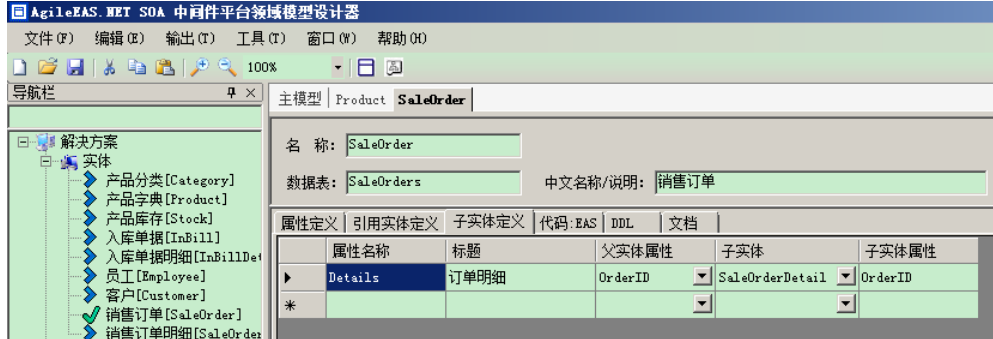 AgileEAS.NET SOA 中间件平台领域模型设计器
文件(F) 编辑(E) 输出(T) 工具(T) 窗口(W) 帮助(H)
100%
导航栏
主模型 Product SaleOrder
名 称: SaleOrder
数据表: SaleOrders 中文名称/说明: 销售订单
解决方案
实体
产品分类[Category]
产品字典[Product]
产品库存[Stock]
入库单据[InBill]
入库单据明细[InBillDet
员工[Employee]
客户[Customer]
销售订单[SaleOrder]
销售订单明细[SaleOrder
属性定义 引用实体定义 子实体定义 代码:EAS DDL 文档
属性名称 标题 父实体属性 子实体 子实体属性
Details 订单明细 OrderID SaleOrderDetail OrderID